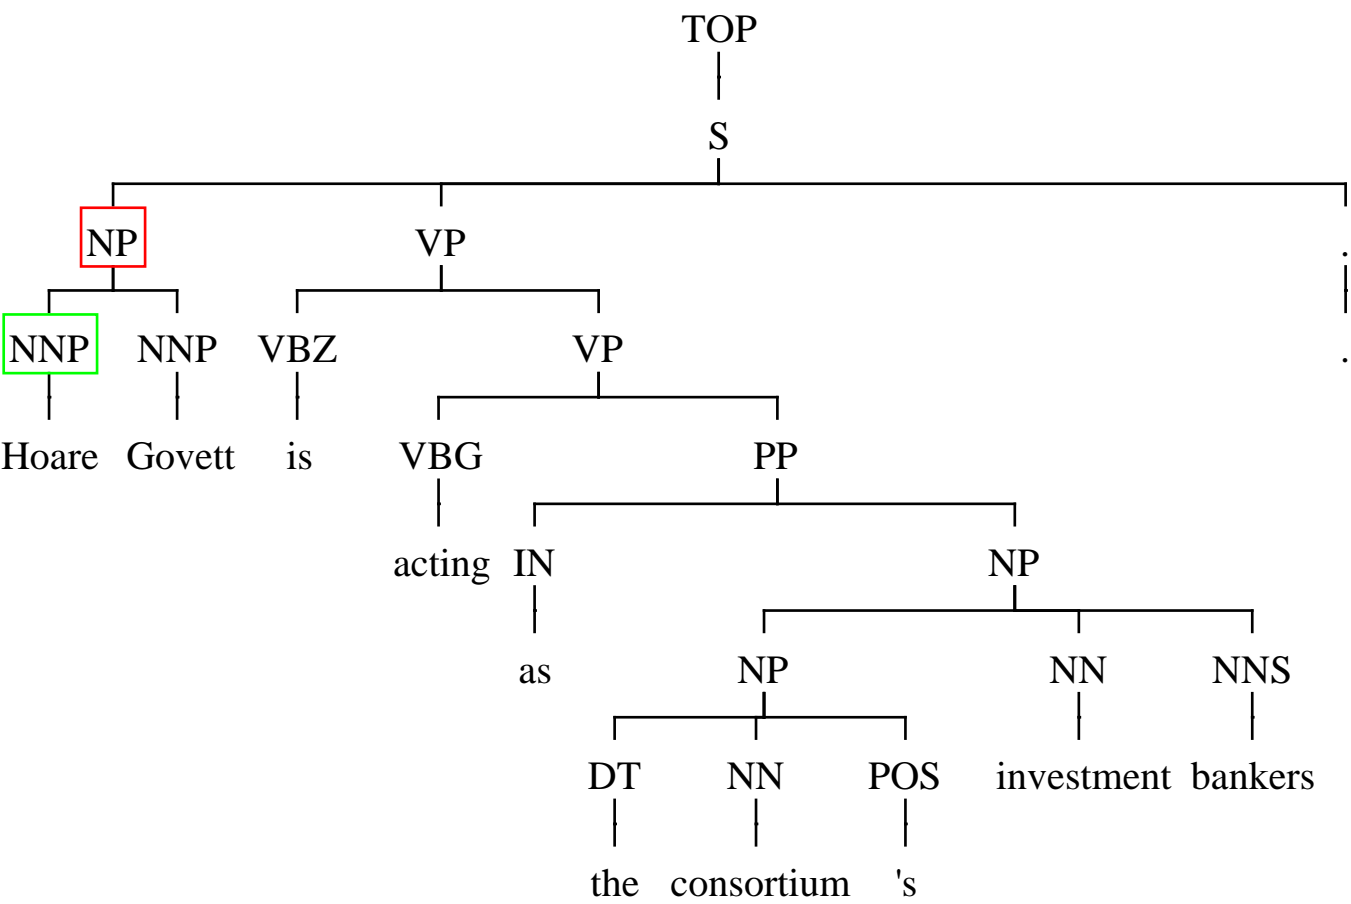 TOP
S
NP VP .
NNP NNP VBZ VP .
Hoare Govett is VBG PP
acting IN NP
as NP NN NNS
DT NN POS investment bankers
the consortium 's